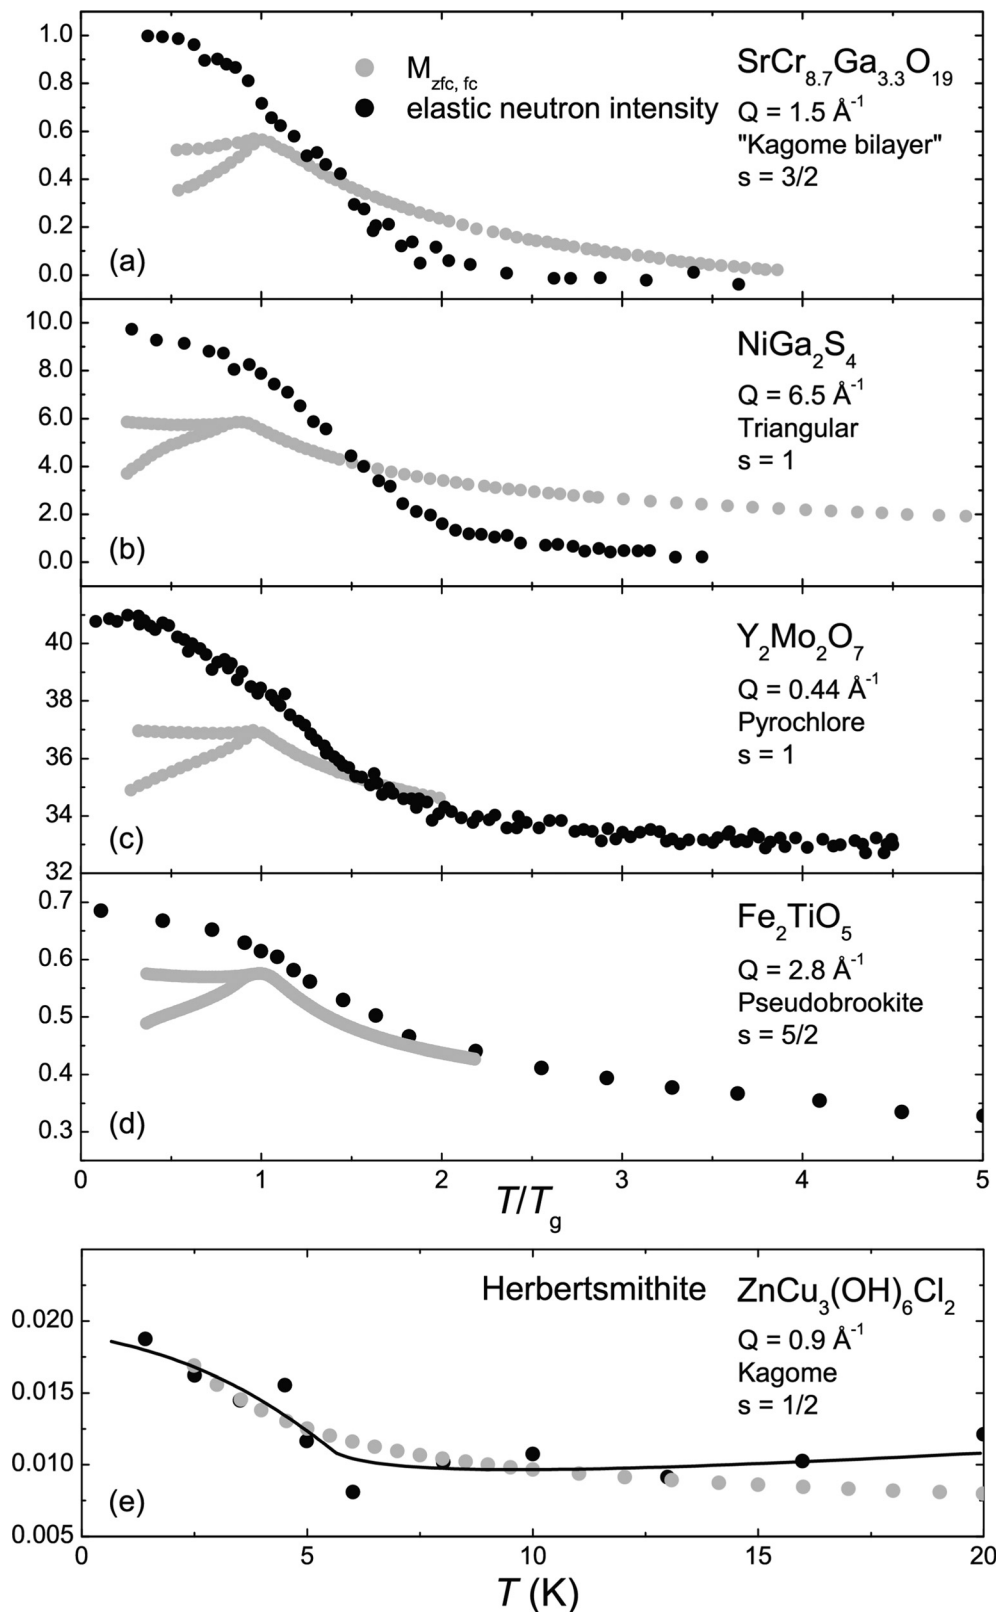 1.0
0.8
0.6
0.4
0.2
0.0
M_zfc, fc
elastic neutron intensity
SrCr_8.7Ga_3.3O_19
Q = 1.5 Å^-1
"Kagome bilayer"
s = 3/2
(a)
10.0
8.0
6.0
4.0
2.0
0.0
NiGa_2S_4
Q = 6.5 Å^-1
Triangular
s = 1
(b)
40
38
36
34
32
Y_2Mo_2O_7
Q = 0.44 Å^-1
Pyrochlore
s = 1
(c)
0.7
0.6
0.5
0.4
0.3
Fe_2TiO_5
Q = 2.8 Å^-1
Pseudobrookite
s = 5/2
(d)
0 1 2 3 4 5
T/T_g
0.020
0.015
0.010
0.005
Herbertsmithite ZnCu_3(OH)_6Cl_2
Q = 0.9 Å^-1
Kagome
s = 1/2
(e)
0 5 10 15 20
T (K)